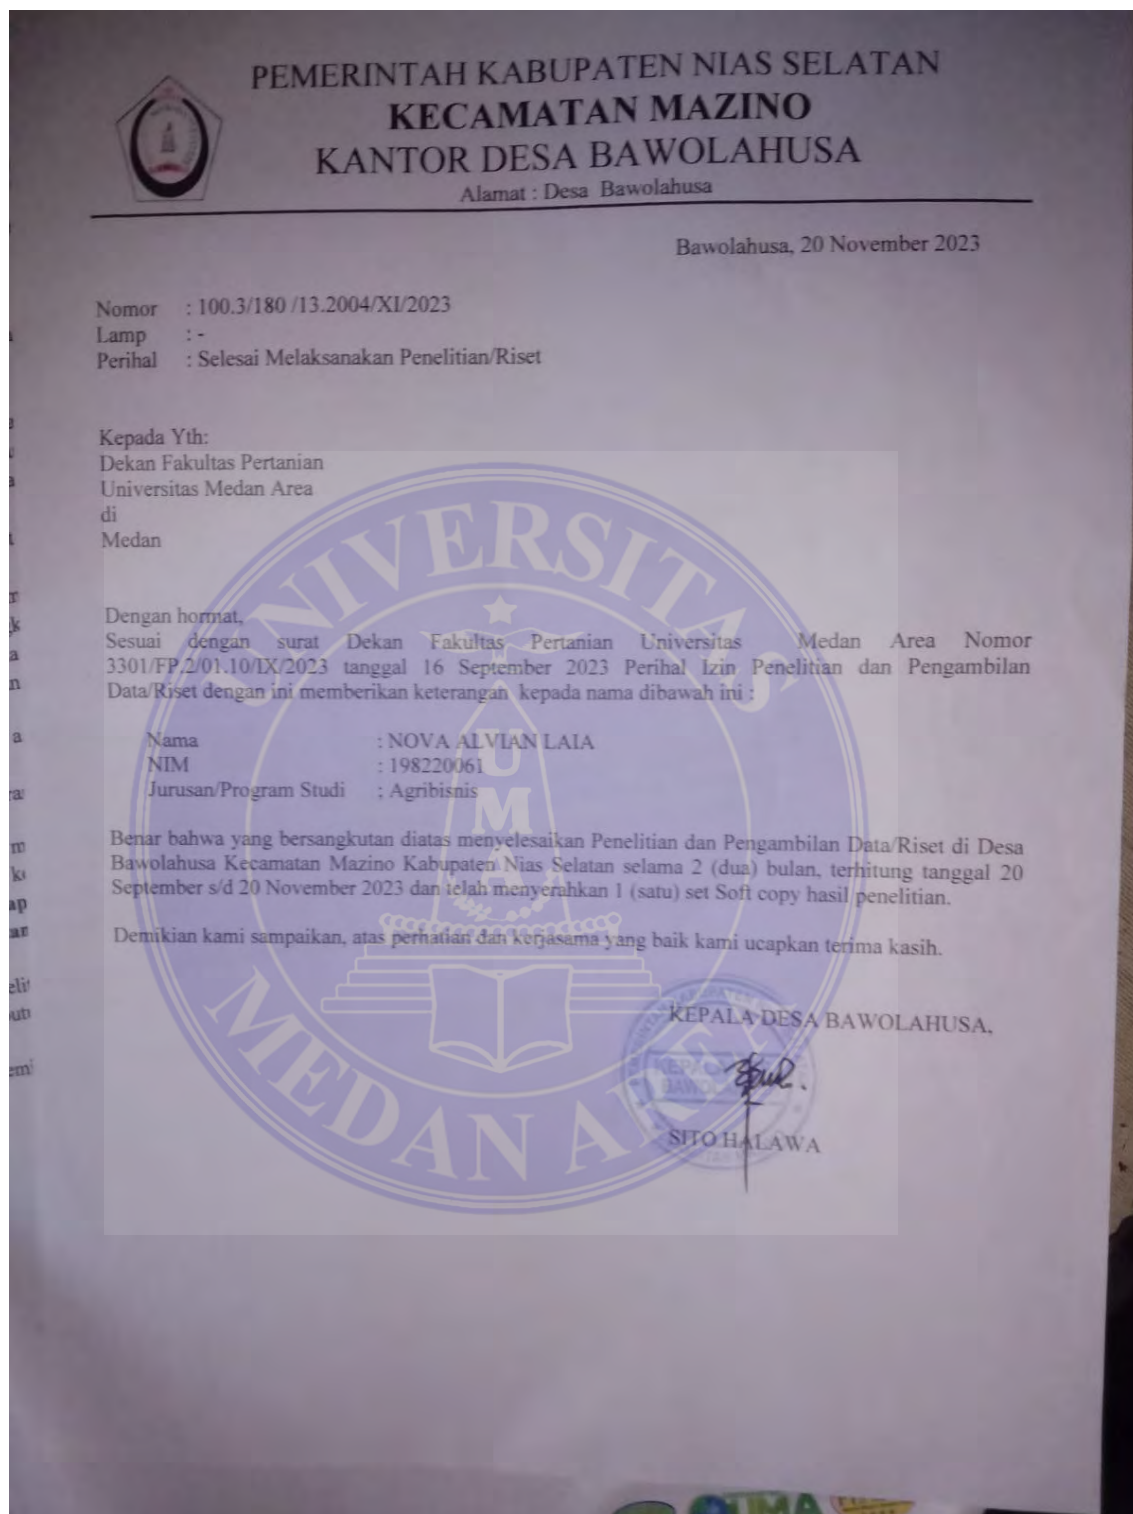 PEMERINTAH KABUPATEN NIAS SELATAN
KECAMATAN MAZINO
KANTOR DESA BAWOLAHUSA
Alamat : Desa Bawolahusa
Bawolahusa, 20 November 2023
Nomor : 100.3/180 /13.2004/XI/2023
Lamp : -
Perihal : Selesai Melaksanakan Penelitian/Riset
Kepada Yth:
Dekan Fakultas Pertanian
Universitas Medan Area
di
Medan
Dengan hormat,
Sesuai dengan surat Dekan Fakultas Pertanian Universitas Medan Area Nomor
3301/FP.2/01.10/IX/2023 tanggal 16 September 2023 Perihal Izin Penelitian dan Pengambilan
Data/Riset dengan ini memberikan keterangan kepada nama dibawah ini :
Nama : NOVA ALVIAN LAIA
NIM : 198220061
Jurusan/Program Studi : Agribisnis
Benar bahwa yang bersangkutan diatas menyelesaikan Penelitian dan Pengambilan Data/Riset di Desa
Bawolahusa Kecamatan Mazino Kabupaten Nias Selatan selama 2 (dua) bulan, terhitung tanggal 20
September s/d 20 November 2023 dan telah menyerahkan 1 (satu) set Soft copy hasil penelitian.
Demikian kami sampaikan, atas perhatian dan kerjasama yang baik kami ucapkan terima kasih.
KEPALA DESA BAWOLAHUSA,
SITO HALAWA
UNIVERSITAS
MEDAN AREA
UMA
UMA